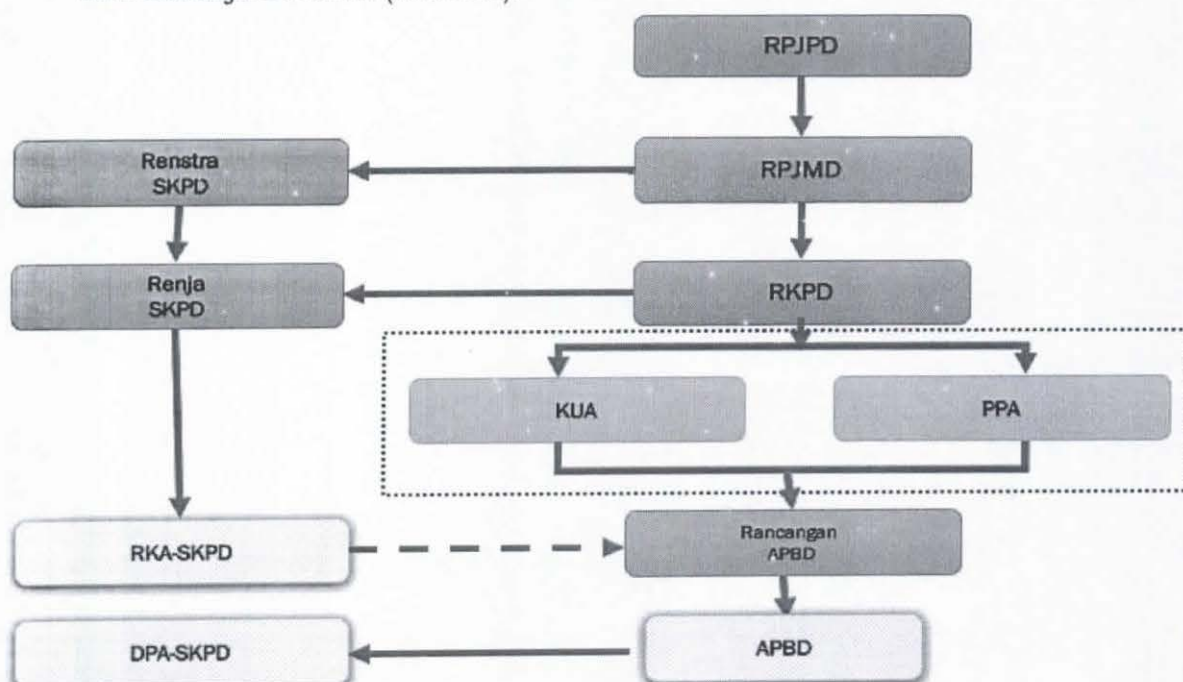 RPJPD
Renstra
SKPD
RPJMD
Renja
SKPD
RKPD
KUA
PPA
RKA-SKPD
Rancangan
APBD
DPA-SKPD
APBD